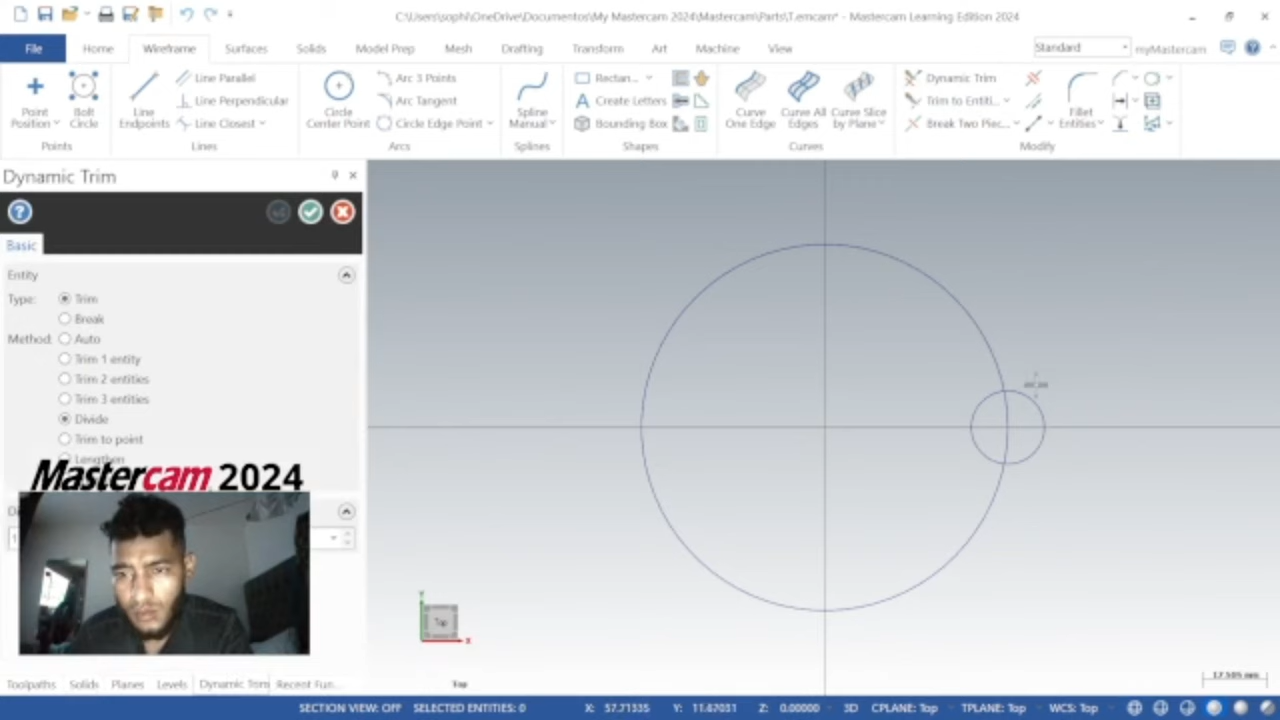 C:\Users\sophi\OneDrive\Documentos\My Mastercam 2024\Mastercam\Parts\T.emcam* - Mastercam Learning Edition 2024
File Home Wireframe Surfaces Solids Model Prep Mesh Drafting Transform Art Machine View Standard myMastercam
Point Position
Bolt Circle
Points
Line Endpoints
Line Parallel
Line Perpendicular
Line Closest
Lines
Circle Center Point
Arc 3 Points
Arc Tangent
Circle Edge Point
Arcs
Spline Manual
Splines
Rectan...
Create Letters
Bounding Box
Shapes
Curve One Edge
Curve All Edges
Curve Slice by Plane
Curves
Dynamic Trim
Trim to Entiti...
Break Two Piec...
Fillet Entities
Modify
Dynamic Trim
Basic
Entity
Type: Trim
Break
Method: Auto
Trim 1 entity
Trim 2 entities
Trim 3 entities
Divide
Trim to point
Lengthen
Mastercam 2024
Y
Top
X
17.505 mm
Toolpaths Solids Planes Levels Dynamic Trim Recent Fun...
Top
SECTION VIEW: OFF SELECTED ENTITIES: 0 X: 57.71335 Y: 11.67031 Z: 0.00000 3D CPLANE: Top TPLANE: Top WCS: Top